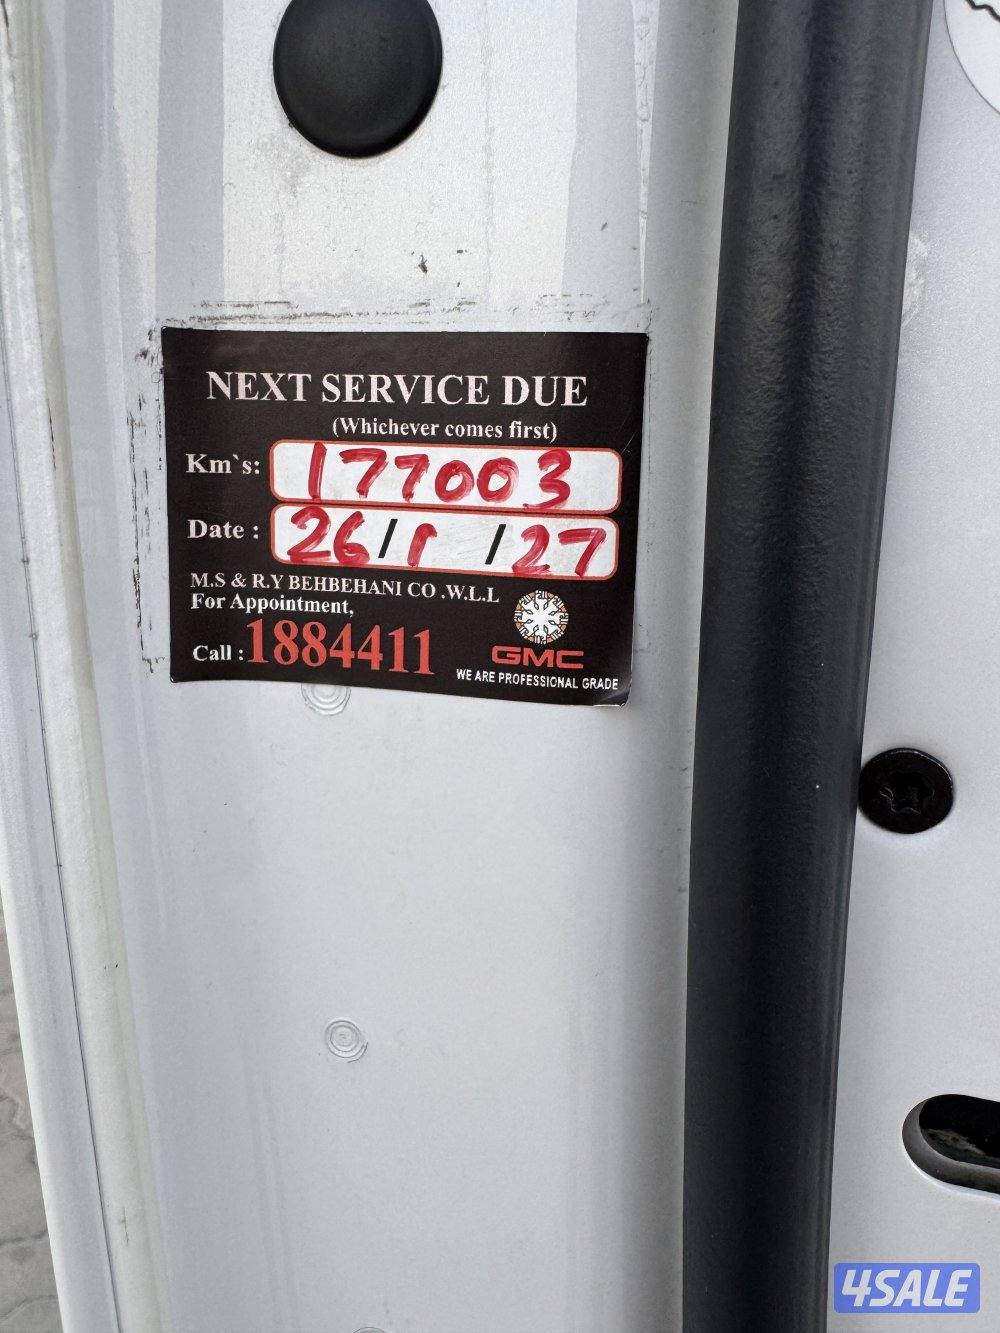 NEXT SERVICE DUE
(Whichever comes first)
Km`s: 177003
Date : 26/1/27
M.S & R.Y BEHBEHANI CO .W.L.L
For Appointment,
Call : 1884411
GMC
WE ARE PROFESSIONAL GRADE
4SALE